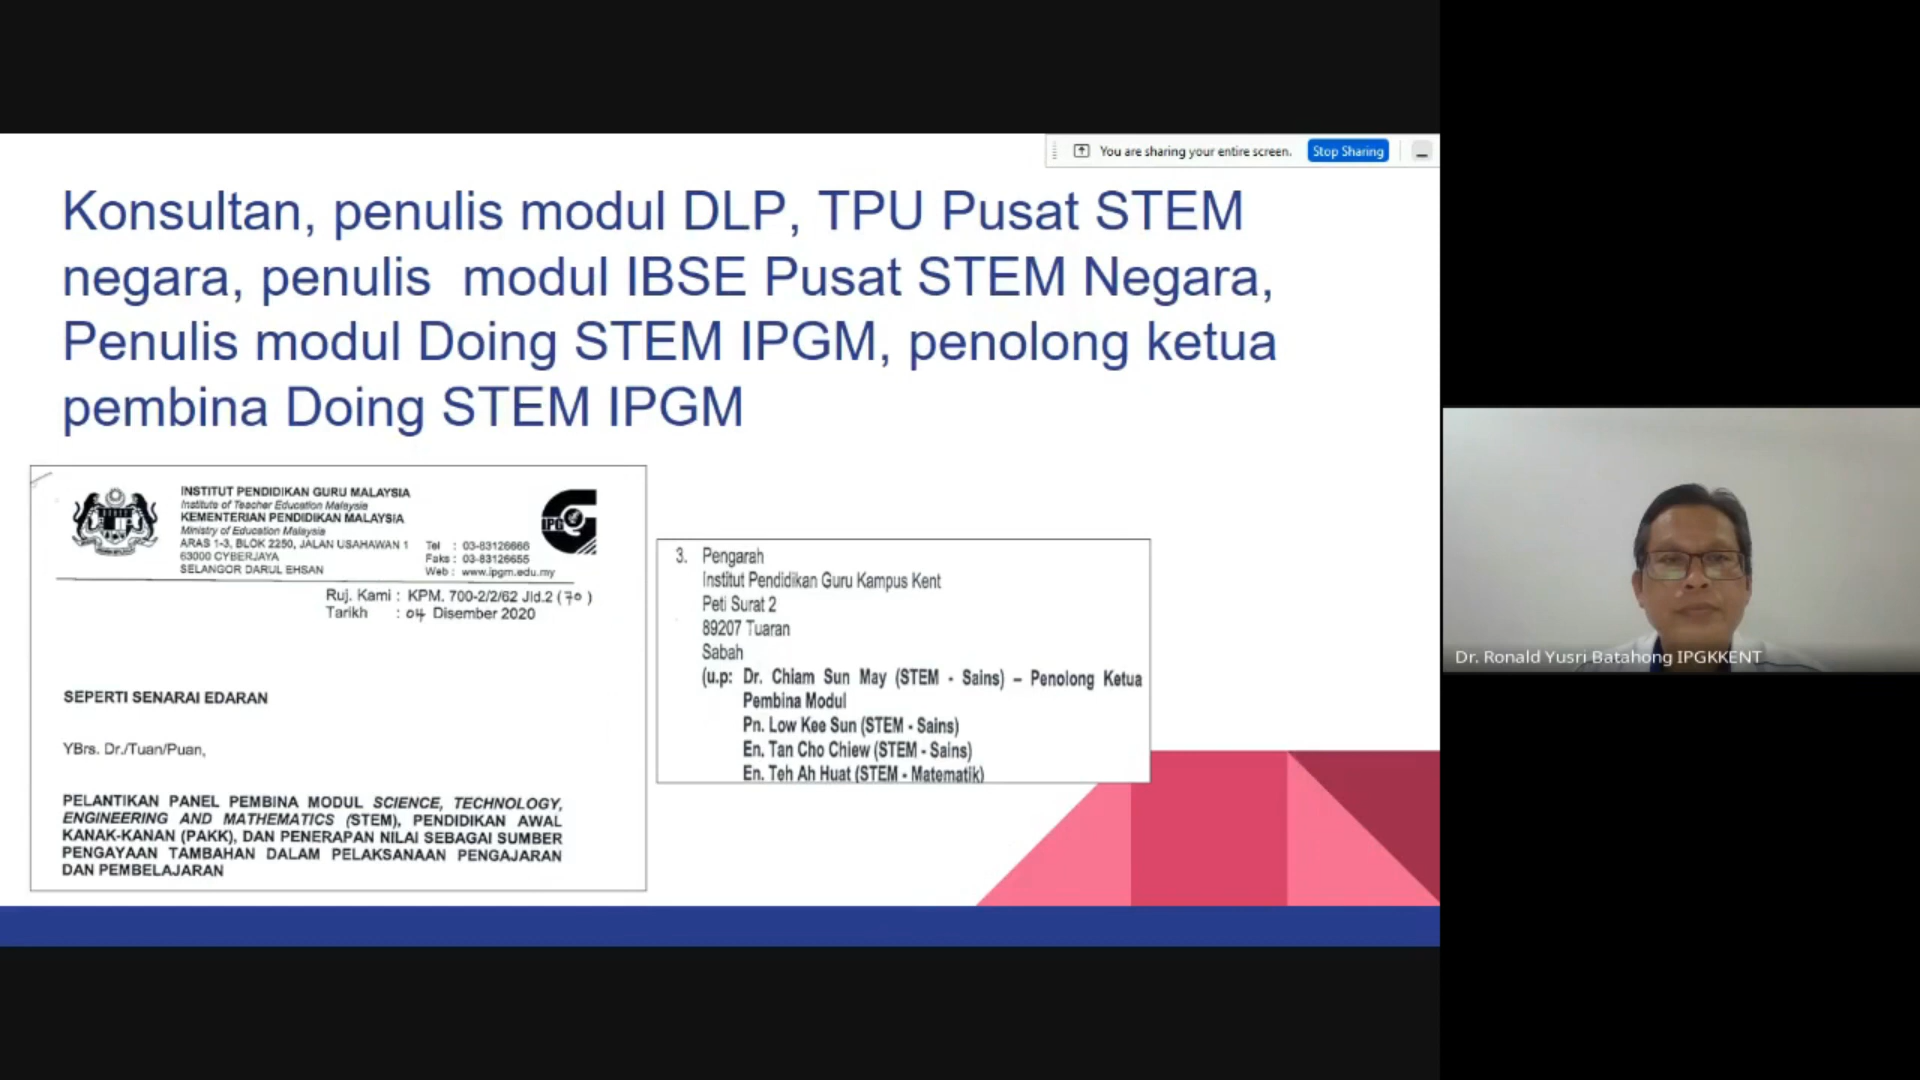 You are sharing your entire screen. Stop Sharing
Konsultan, penulis modul DLP, TPU Pusat STEM
negara, penulis modul IBSE Pusat STEM Negara,
Penulis modul Doing STEM IPGM, penolong ketua
pembina Doing STEM IPGM
INSTITUT PENDIDIKAN GURU MALAYSIA
Institute of Teacher Education Malaysia
KEMENTERIAN PENDIDIKAN MALAYSIA
Ministry of Education Malaysia
ARAS 1-3, BLOK 2250, JALAN USAHAWAN 1
63000 CYBERJAYA
SELANGOR DARUL EHSAN
Tel : 03-83126666
Faks : 03-83126655
Web : www.ipgm.edu.my
IPG
Ruj. Kami : KPM. 700-2/2/62 Jld.2 (70)
Tarikh : 04 Disember 2020
SEPERTI SENARAI EDARAN
YBrs. Dr./Tuan/Puan,
PELANTIKAN PANEL PEMBINA MODUL SCIENCE, TECHNOLOGY,
ENGINEERING AND MATHEMATICS (STEM), PENDIDIKAN AWAL
KANAK-KANAN (PAKK), DAN PENERAPAN NILAI SEBAGAI SUMBER
PENGAYAAN TAMBAHAN DALAM PELAKSANAAN PENGAJARAN
DAN PEMBELAJARAN
3. Pengarah
Institut Pendidikan Guru Kampus Kent
Peti Surat 2
89207 Tuaran
Sabah
(u.p: Dr. Chiam Sun May (STEM - Sains) – Penolong Ketua
Pembina Modul
Pn. Low Kee Sun (STEM - Sains)
En. Tan Cho Chiew (STEM - Sains)
En. Teh Ah Huat (STEM - Matematik)
Dr. Ronald Yusri Batahong IPGKKENT